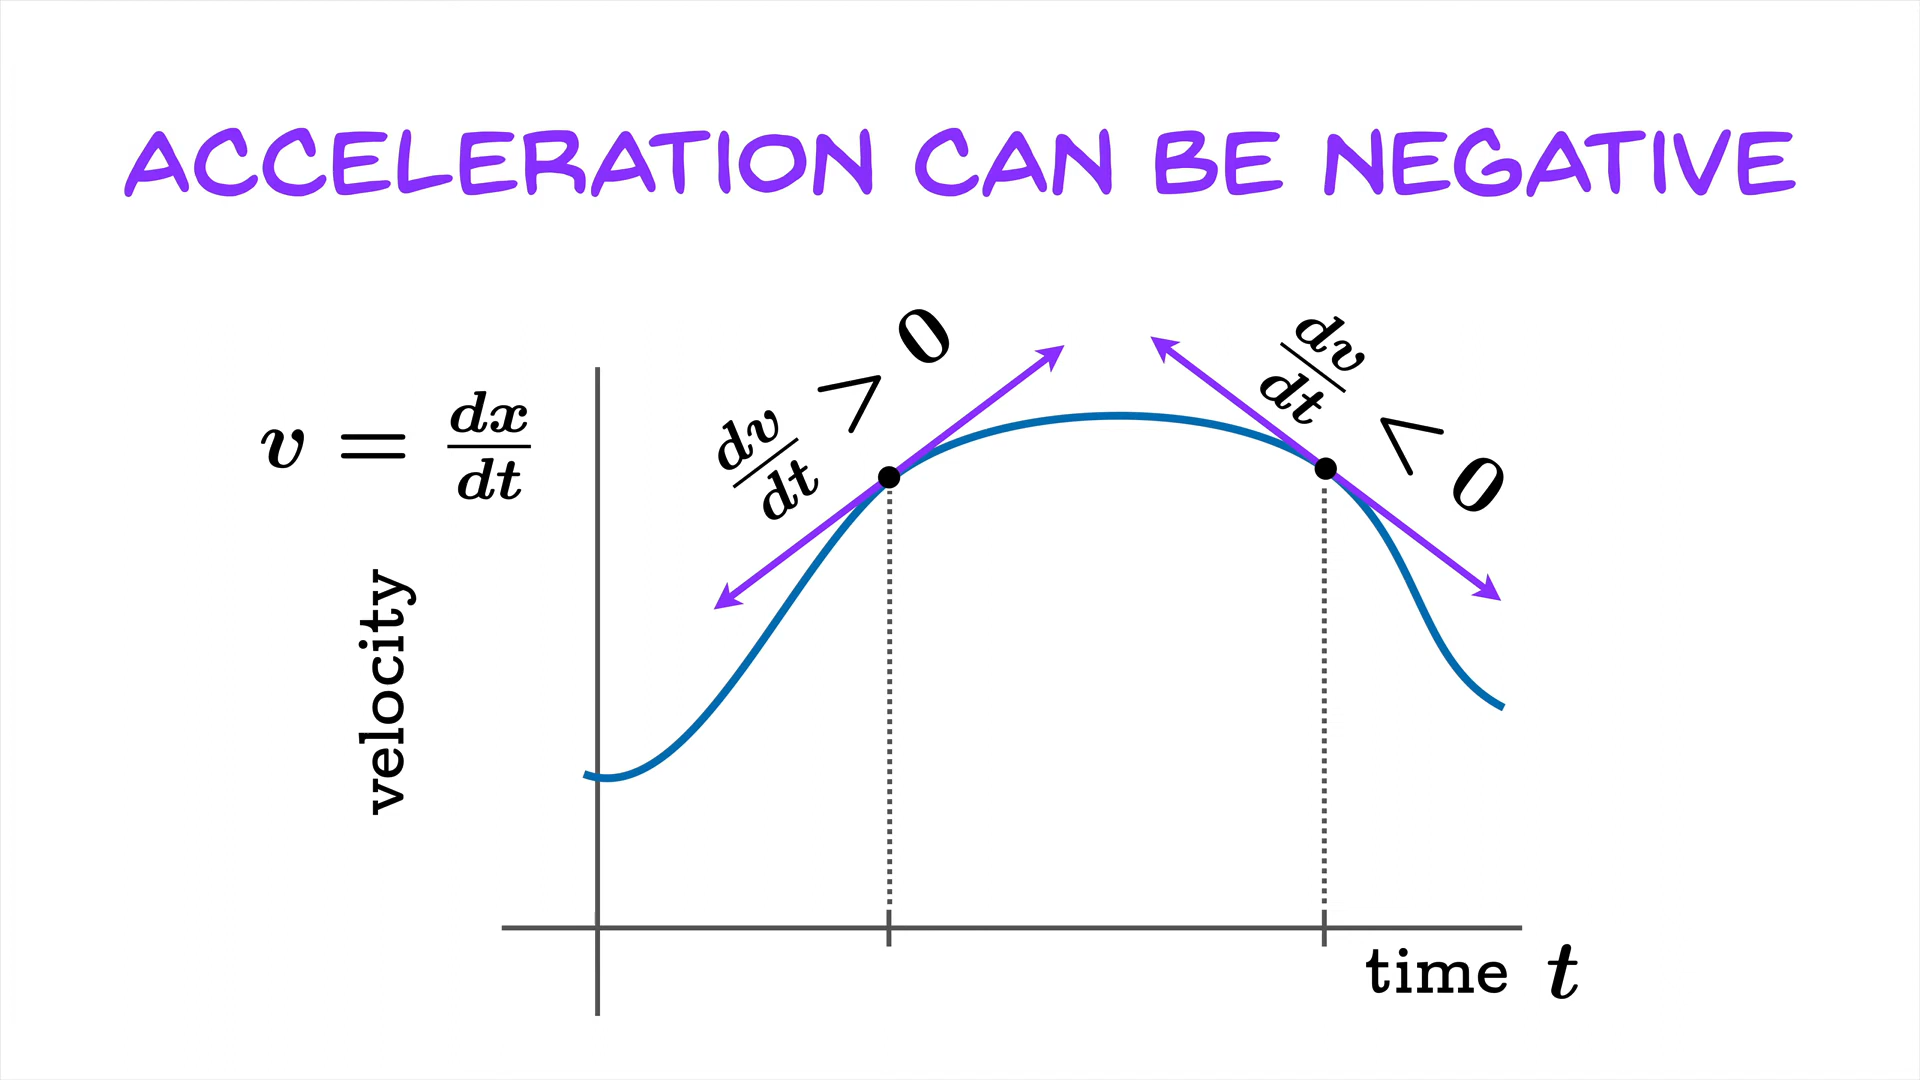 ACCELERATION CAN BE NEGATIVE
v = dx/dt
dv/dt > 0
dv/dt < 0
velocity
time t